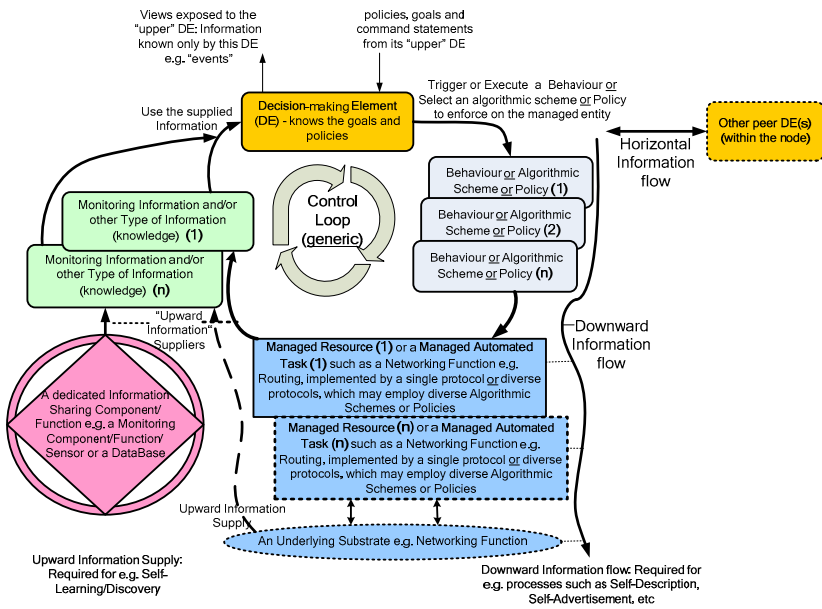 Views exposed to the
"upper" DE: Information
known only by this DE
e.g. "events"
policies, goals and
command statements
from its "upper" DE
Use the supplied
Information
Decision-making Element
(DE) - knows the goals and
policies
Trigger or Execute a Behaviour or
Select an algorithmic scheme or Policy
to enforce on the managed entity
Other peer DE(s)
(within the node)
Horizontal
Information
flow
Control
Loop
(generic)
Behaviour or Algorithmic
Scheme or Policy (1)
Behaviour or Algorithmic
Scheme or Policy (2)
Behaviour or Algorithmic
Scheme or Policy (n)
Monitoring Information and/or
other Type of Information
(knowledge) (1)
Monitoring Information and/or
other Type of Information
(knowledge) (n)
"Upward
Information"
Suppliers
Downward
Information
flow
Managed Resource (1) or a Managed Automated
Task (1) such as a Networking Function e.g.
Routing, implemented by a single protocol or diverse
protocols, which may employ diverse Algorithmic
Schemes or Policies
A dedicated Information
Sharing Component/
Function e.g. a Monitoring
Component/Function/
Sensor or a DataBase
Managed Resource (n) or a Managed Automated
Task (n) such as a Networking Function e.g.
Routing, implemented by a single protocol or diverse
protocols, which may employ diverse Algorithmic
Schemes or Policies
Upward Information
Supply
An Underlying Substrate e.g. Networking Function
Upward Information Supply:
Required for e.g. Self-
Learning/Discovery
Downward Information flow: Required for
e.g. processes such as Self-Description,
Self-Advertisement, etc